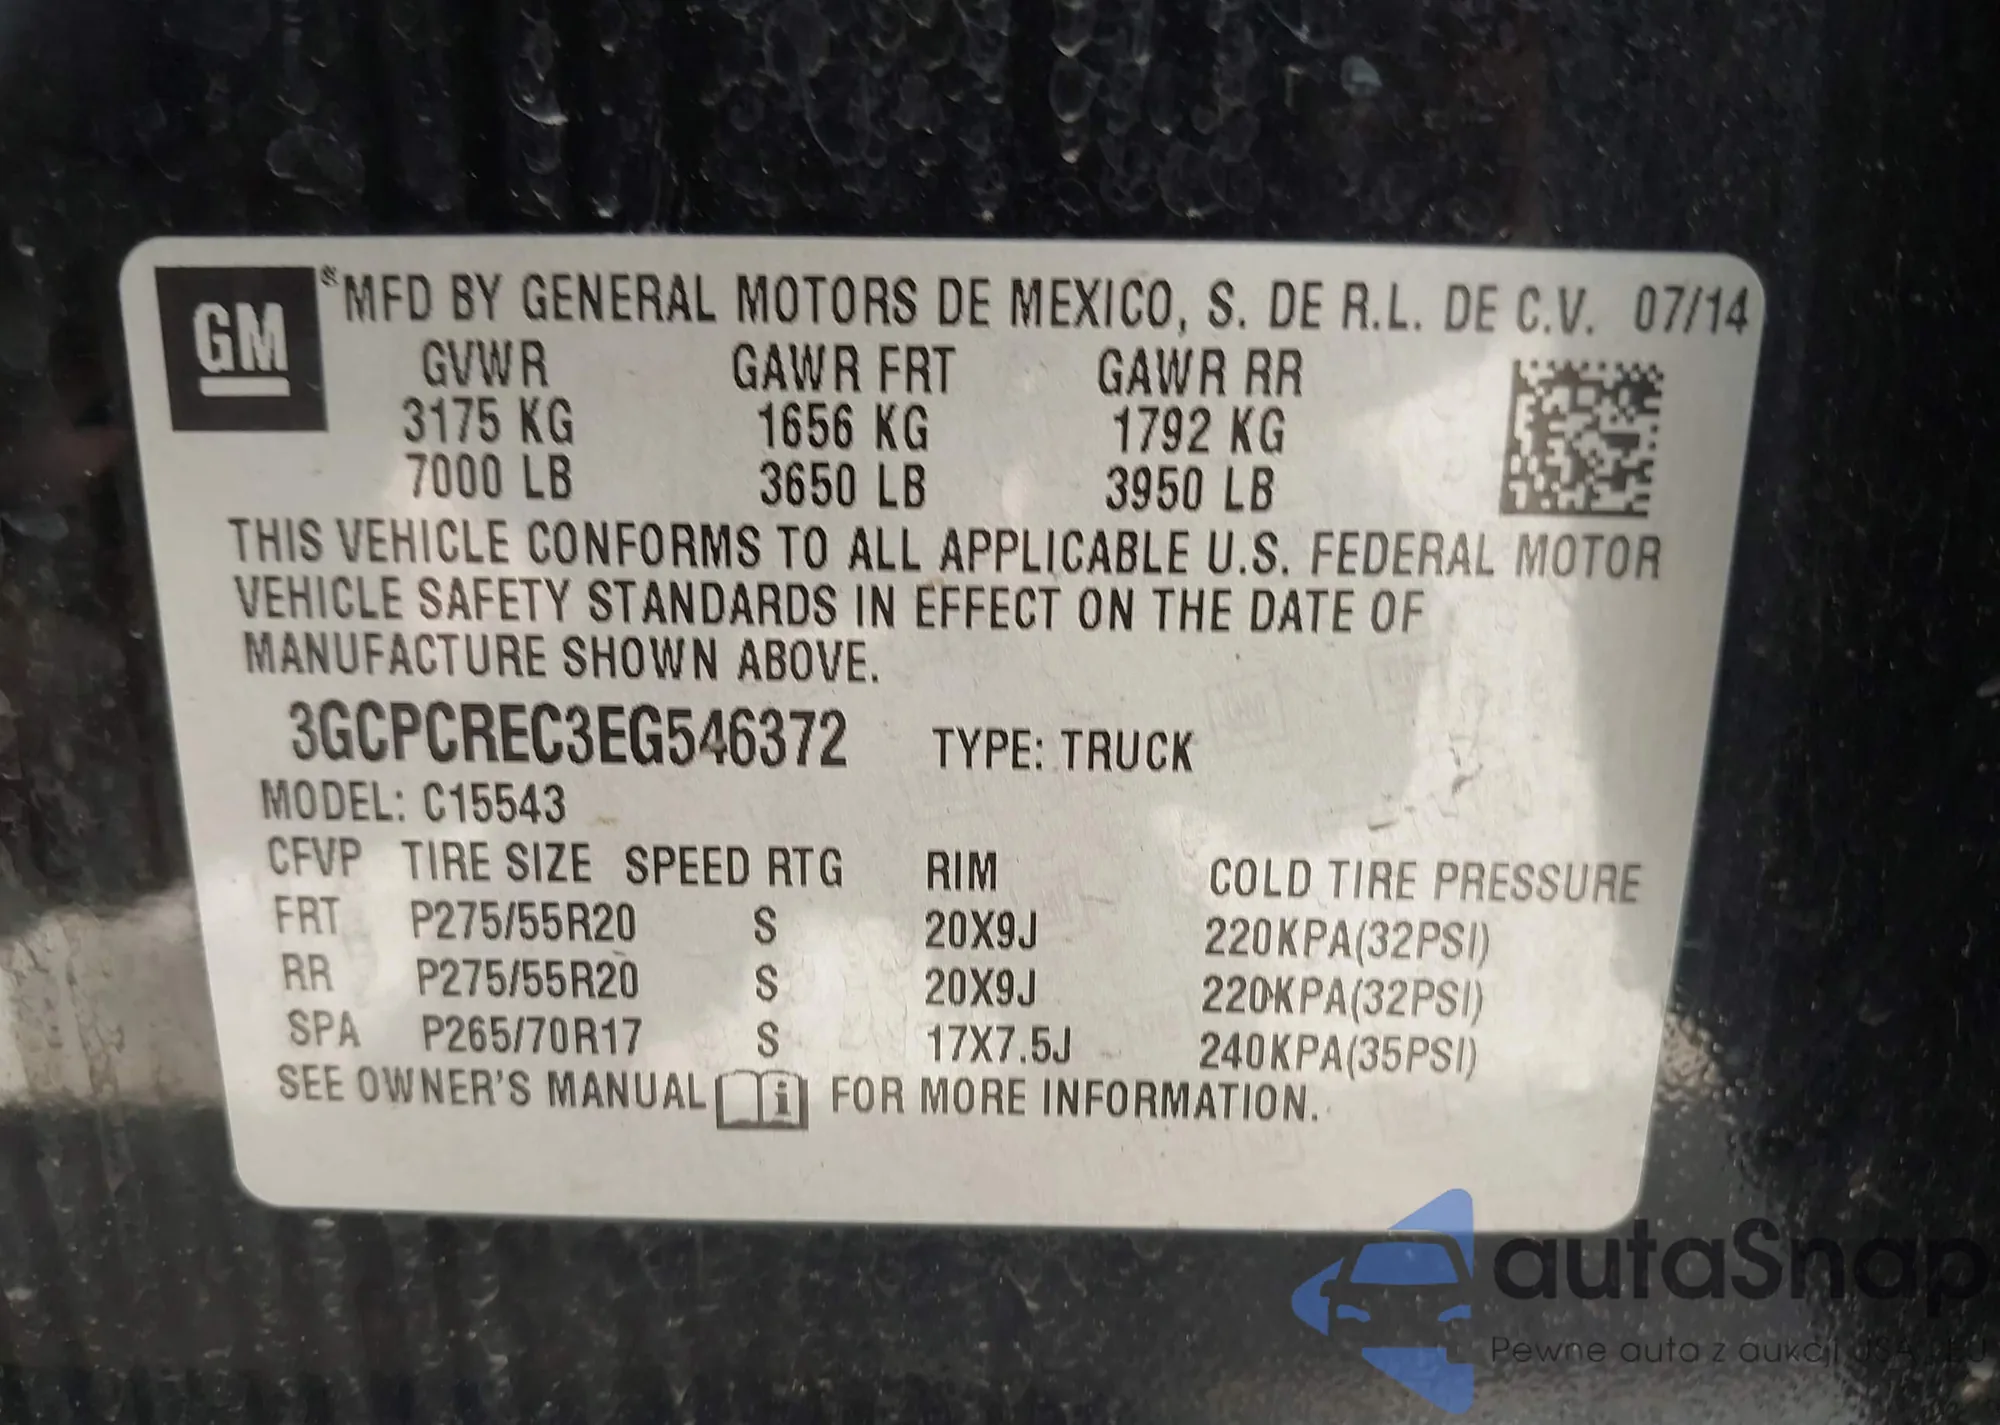 GM
MFD BY GENERAL MOTORS DE MEXICO, S. DE R.L. DE C.V. 07/14
GVWR GAWR FRT GAWR RR
3175 KG 1656 KG 1792 KG
7000 LB 3650 LB 3950 LB
THIS VEHICLE CONFORMS TO ALL APPLICABLE U.S. FEDERAL MOTOR
VEHICLE SAFETY STANDARDS IN EFFECT ON THE DATE OF
MANUFACTURE SHOWN ABOVE.
3GCPCREC3EG546372 TYPE: TRUCK
MODEL: C15543
CFVP TIRE SIZE SPEED RTG RIM COLD TIRE PRESSURE
FRT P275/55R20 S 20X9J 220KPA(32PSI)
RR P275/55R20 S 20X9J 220KPA(32PSI)
SPA P265/70R17 S 17X7.5J 240KPA(35PSI)
SEE OWNER'S MANUAL i FOR MORE INFORMATION.
autaSnap
Pewne auta z aukcji USA